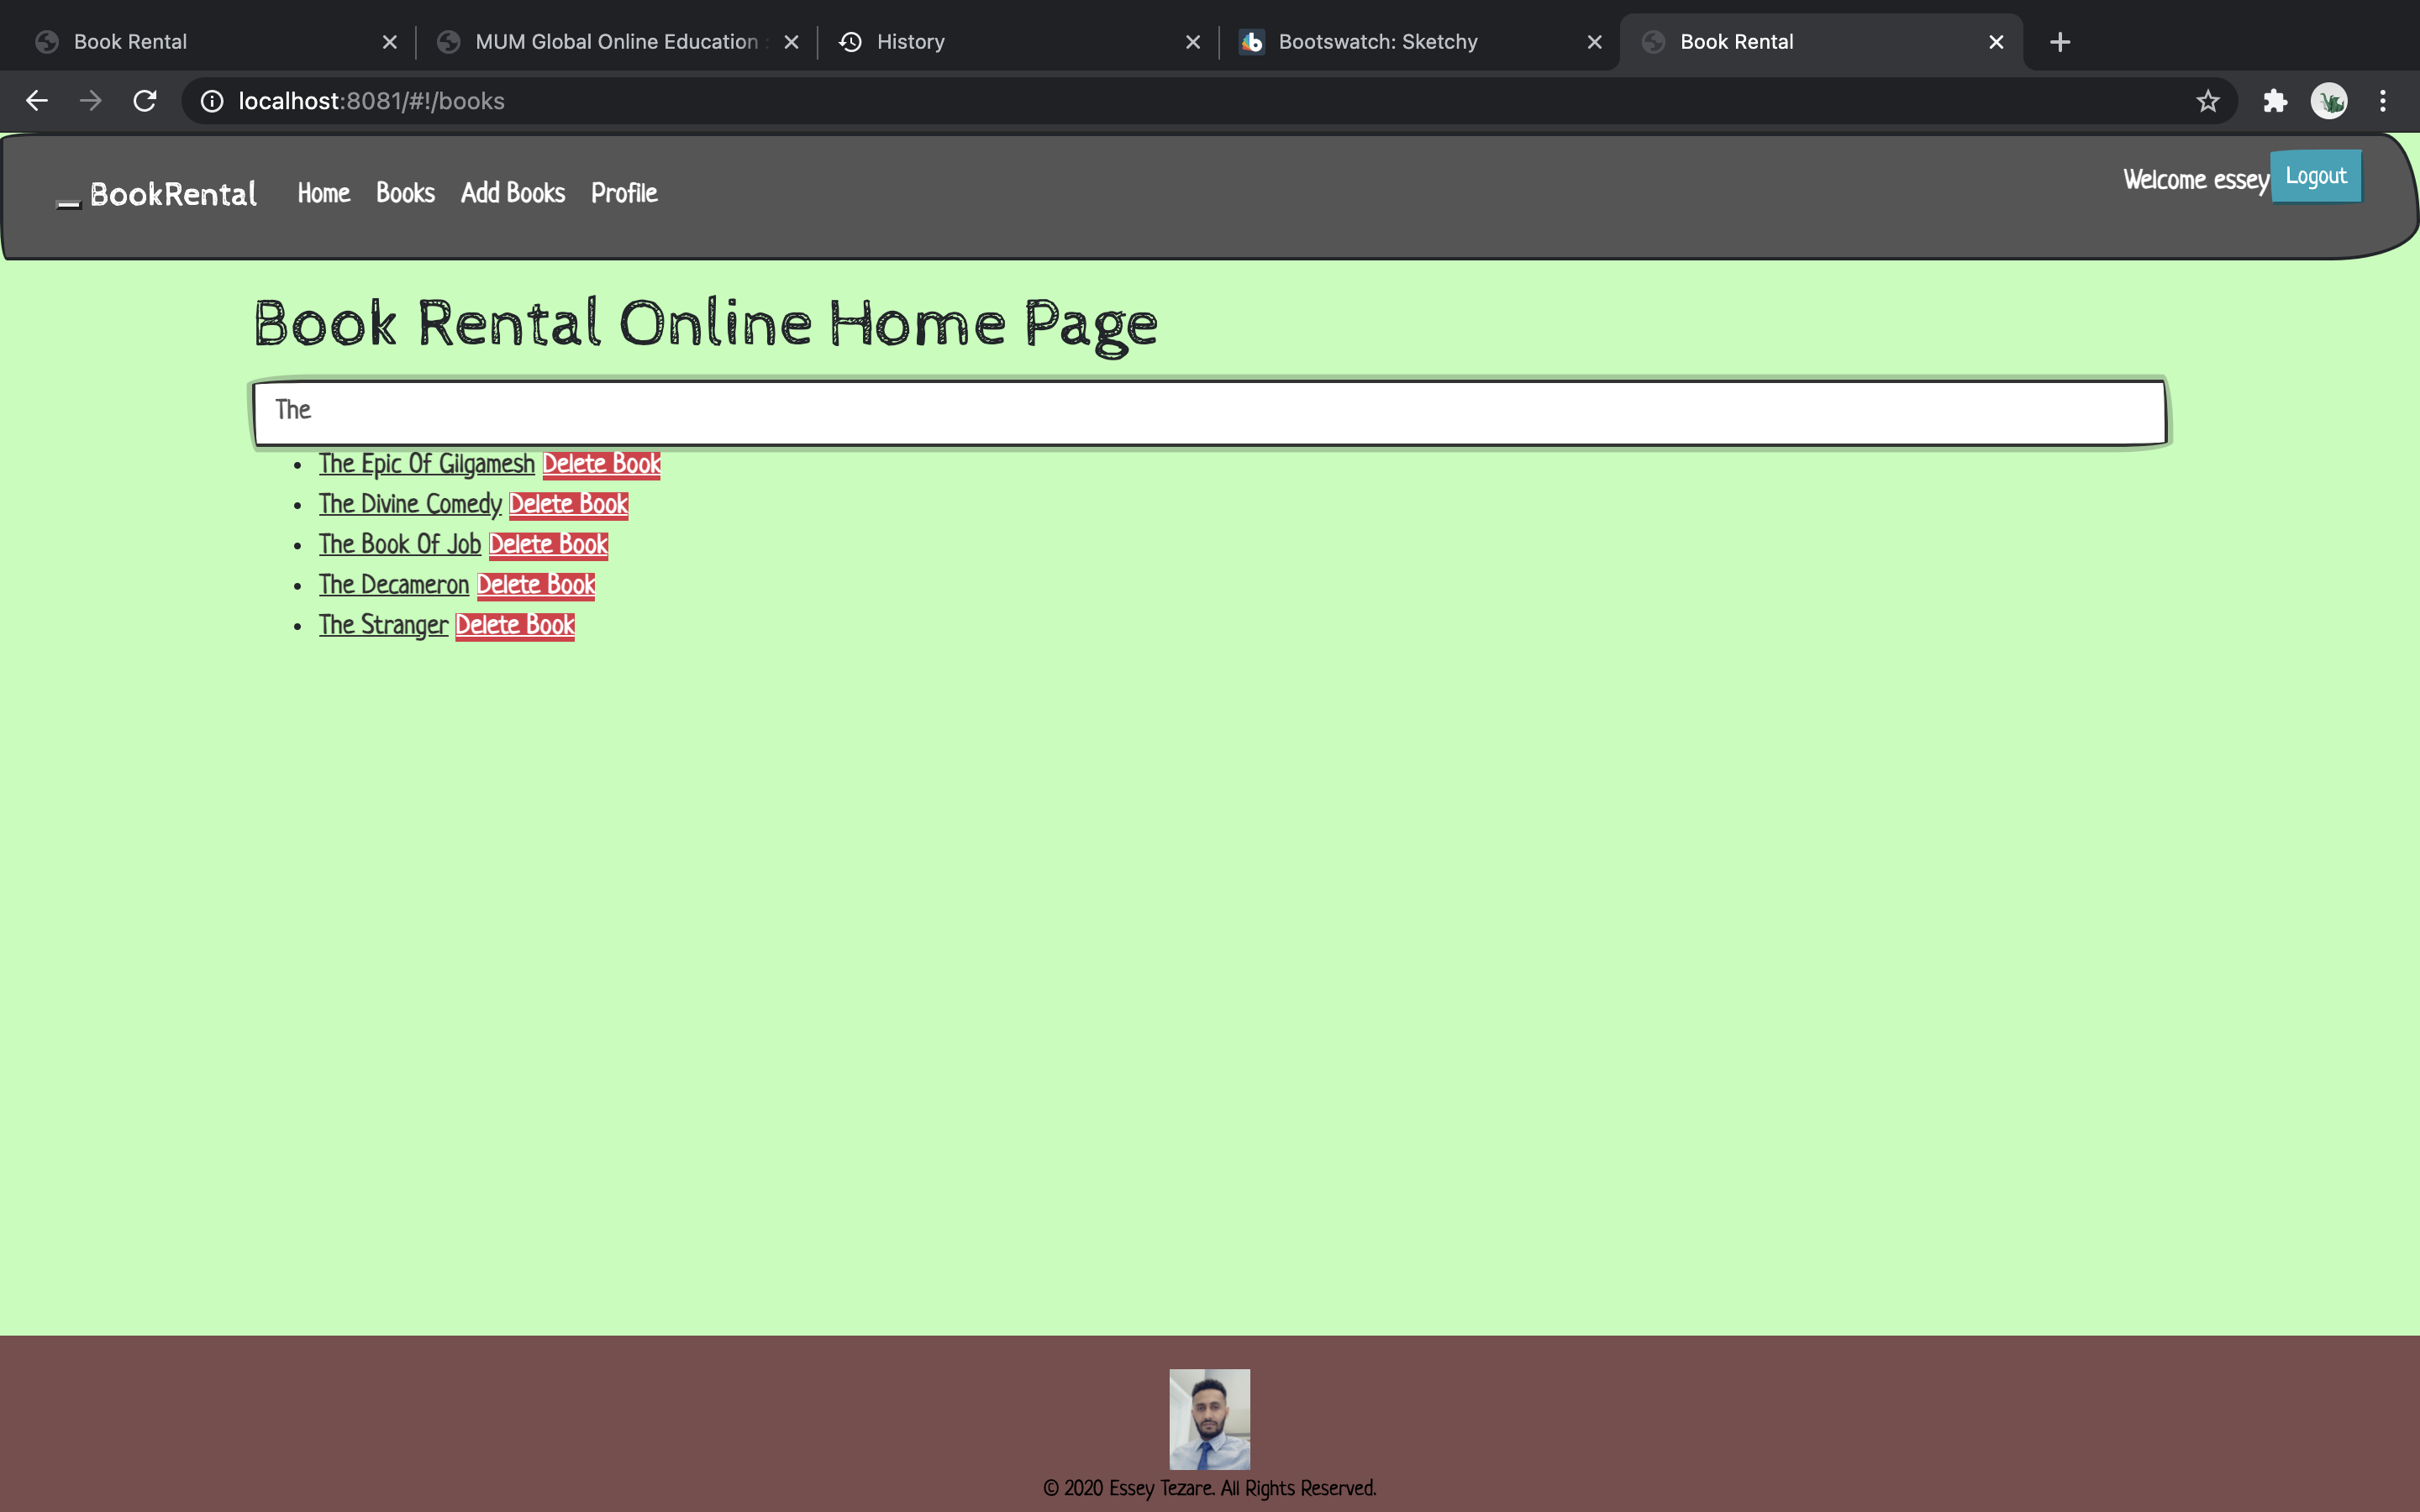 Book Rental
MUM Global Online Education
History
Bootswatch: Sketchy
Book Rental
localhost:8081/#!/books
BookRental Home Books Add Books Profile
Welcome essey Logout
Book Rental Online Home Page
The
The Epic Of Gilgamesh Delete Book
The Divine Comedy Delete Book
The Book Of Job Delete Book
The Decameron Delete Book
The Stranger Delete Book
© 2020 Essey Tezare. All Rights Reserved.